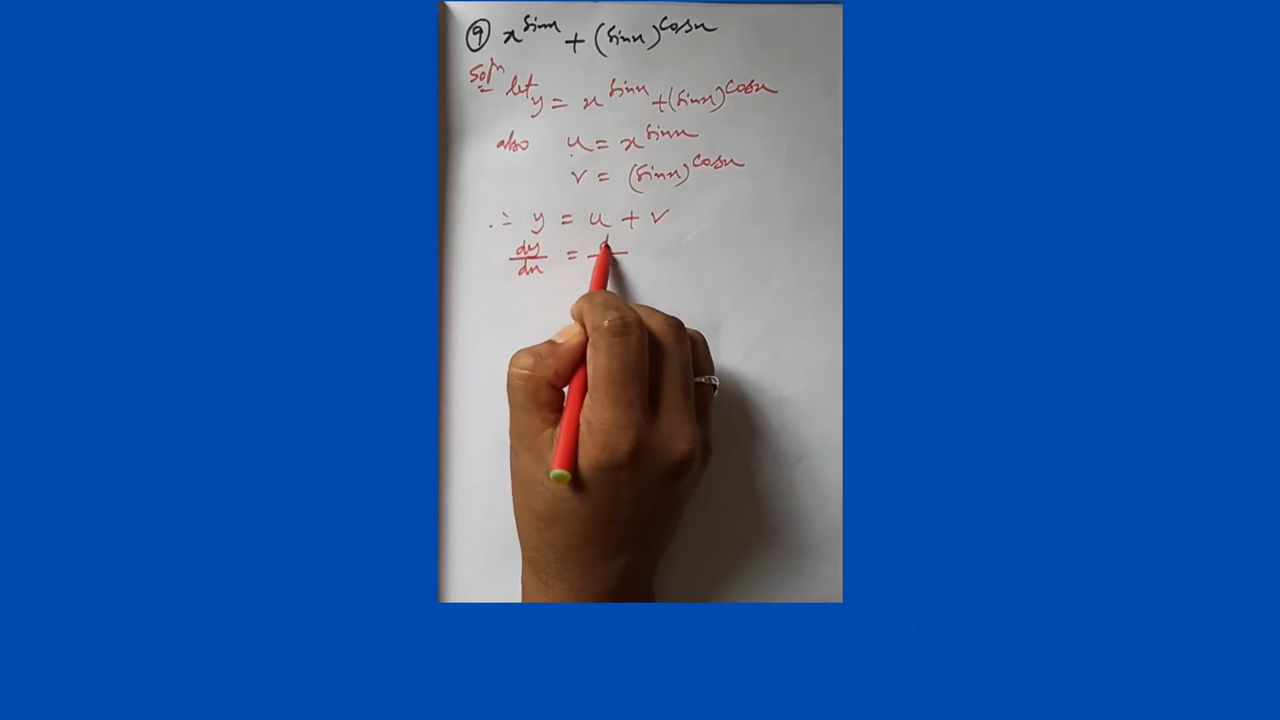 ⑨ x^sinx + (sinx)^cosx
Solⁿ let y = x^sinx + (sinx)^cosx
also u = x^sinx
v = (sinx)^cosx
∴ y = u + v
dy/dx = d